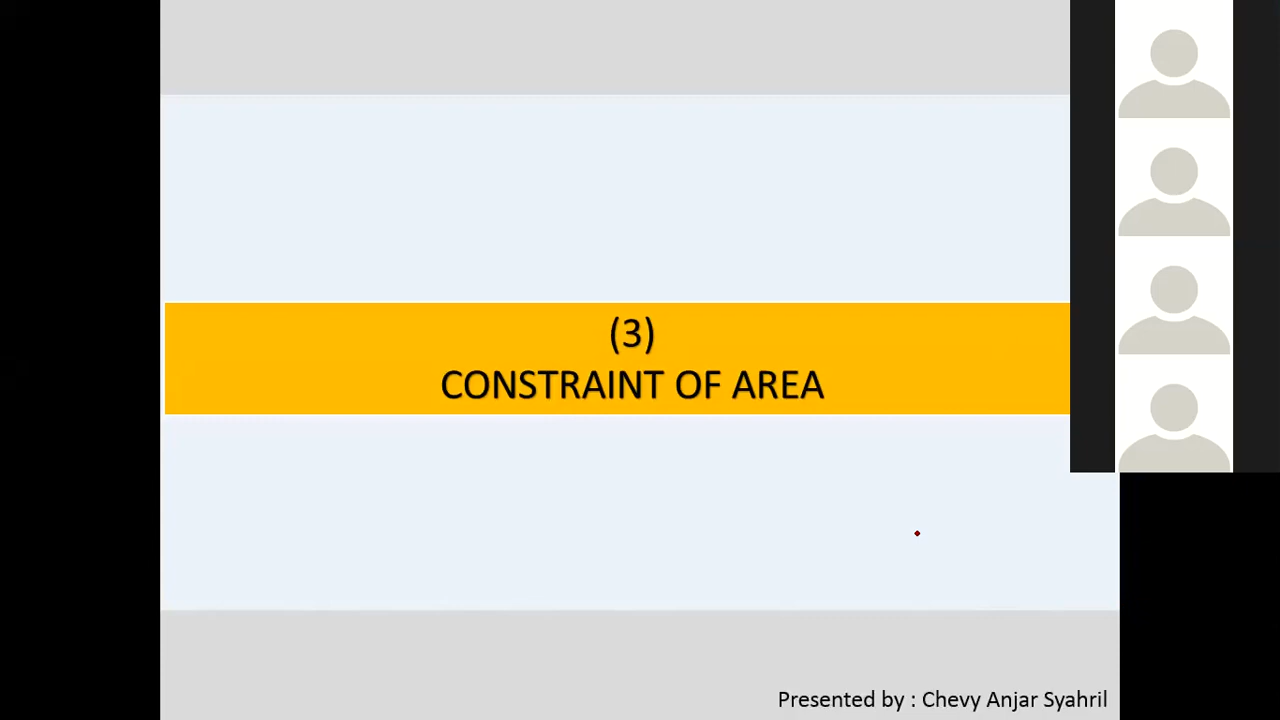 (3)
CONSTRAINT OF AREA
Presented by : Chevy Anjar Syahril